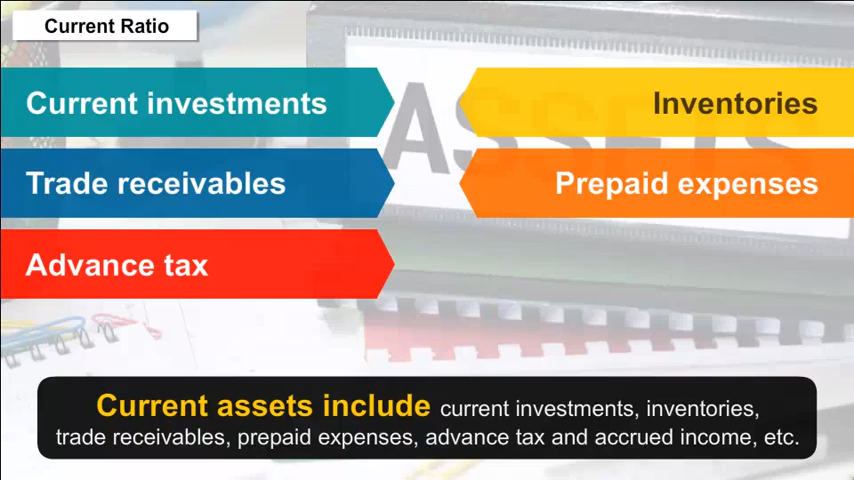 Current Ratio
Current investments
Inventories
ASSETS
Trade receivables
Prepaid expenses
Advance tax
Current assets include current investments, inventories,
trade receivables, prepaid expenses, advance tax and accrued income, etc.